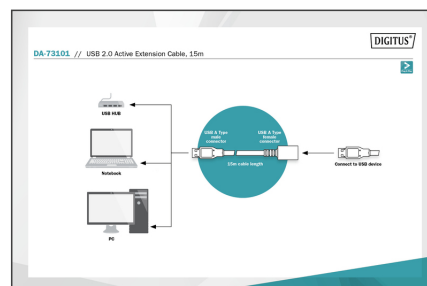 DIGITUS®
DA-73101 // USB 2.0 Active Extension Cable, 15m
USB HUB
Notebook
PC
USB A Type
male
connector
USB A Type
female
connector
15m cable length
Connect to USB device